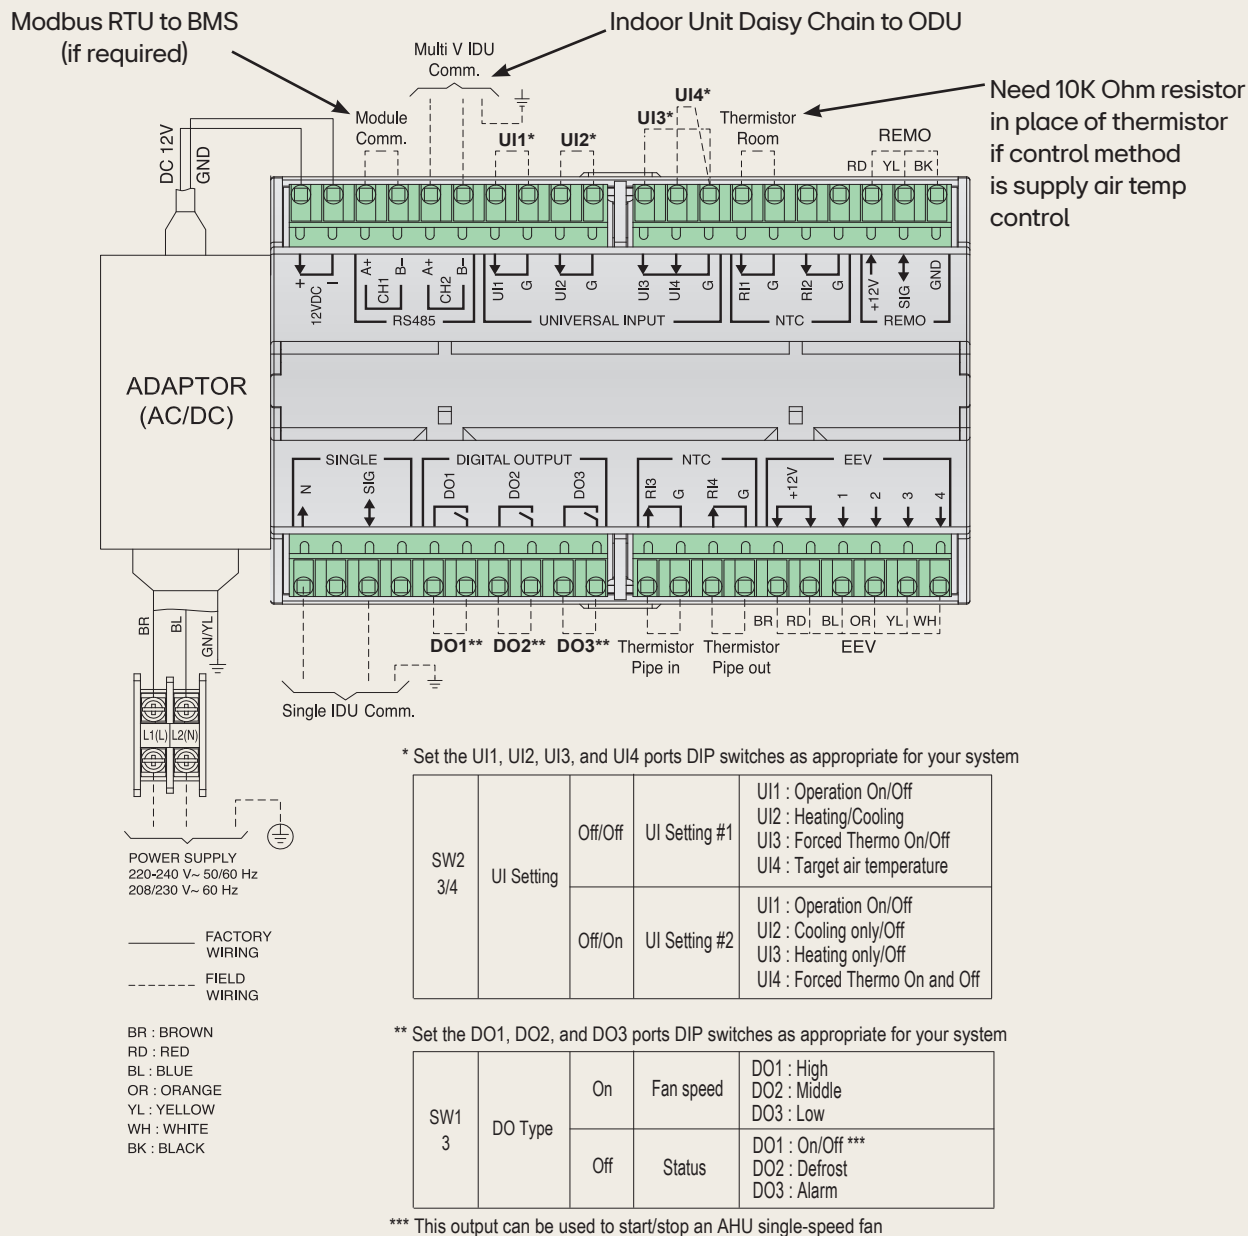 Modbus RTU to BMS
(if required)
Indoor Unit Daisy Chain to ODU
Multi V IDU
Comm.
Need 10K Ohm resistor
in place of thermistor
if control method
is supply air temp
control
Module
Comm.
UI1*
UI2*
UI3*
UI4*
Thermistor
Room
REMO
RD YL BK
DC 12V
GND
+ −
12VDC
A+ B−
CH1
A+ B−
CH2
RS485
UI1 G UI2 G UI3 UI4 G
UNIVERSAL INPUT
RI1 G RI2 G
NTC
+12V SIG GND
REMO
ADAPTOR
(AC/DC)
SINGLE
N SIG
DIGITAL OUTPUT
DO1 DO2 DO3
NTC
RI3 G RI4 G
EEV
+12V 1 2 3 4
BR BL GN/YL
DO1** DO2** DO3**
Thermistor
Pipe in
Thermistor
Pipe out
BR RD BL OR YL WH
EEV
Single IDU Comm.
L1(L) L2(N)
POWER SUPPLY
220-240 V~ 50/60 Hz
208/230 V~ 60 Hz
FACTORY
WIRING
FIELD
WIRING
BR : BROWN
RD : RED
BL : BLUE
OR : ORANGE
YL : YELLOW
WH : WHITE
BK : BLACK
* Set the UI1, UI2, UI3, and UI4 ports DIP switches as appropriate for your system
SW2
3/4
UI Setting
Off/Off
UI Setting #1
UI1 : Operation On/Off
UI2 : Heating/Cooling
UI3 : Forced Thermo On/Off
UI4 : Target air temperature
Off/On
UI Setting #2
UI1 : Operation On/Off
UI2 : Cooling only/Off
UI3 : Heating only/Off
UI4 : Forced Thermo On and Off
** Set the DO1, DO2, and DO3 ports DIP switches as appropriate for your system
SW1
3
DO Type
On
Fan speed
DO1 : High
DO2 : Middle
DO3 : Low
Off
Status
DO1 : On/Off ***
DO2 : Defrost
DO3 : Alarm
*** This output can be used to start/stop an AHU single-speed fan